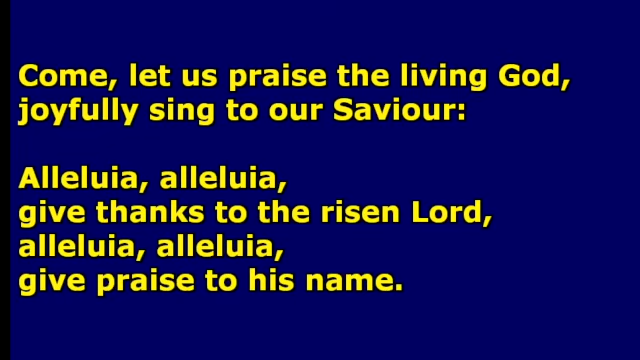 Come, let us praise the living God,
joyfully sing to our Saviour:
Alleluia, alleluia,
give thanks to the risen Lord,
alleluia, alleluia,
give praise to his name.